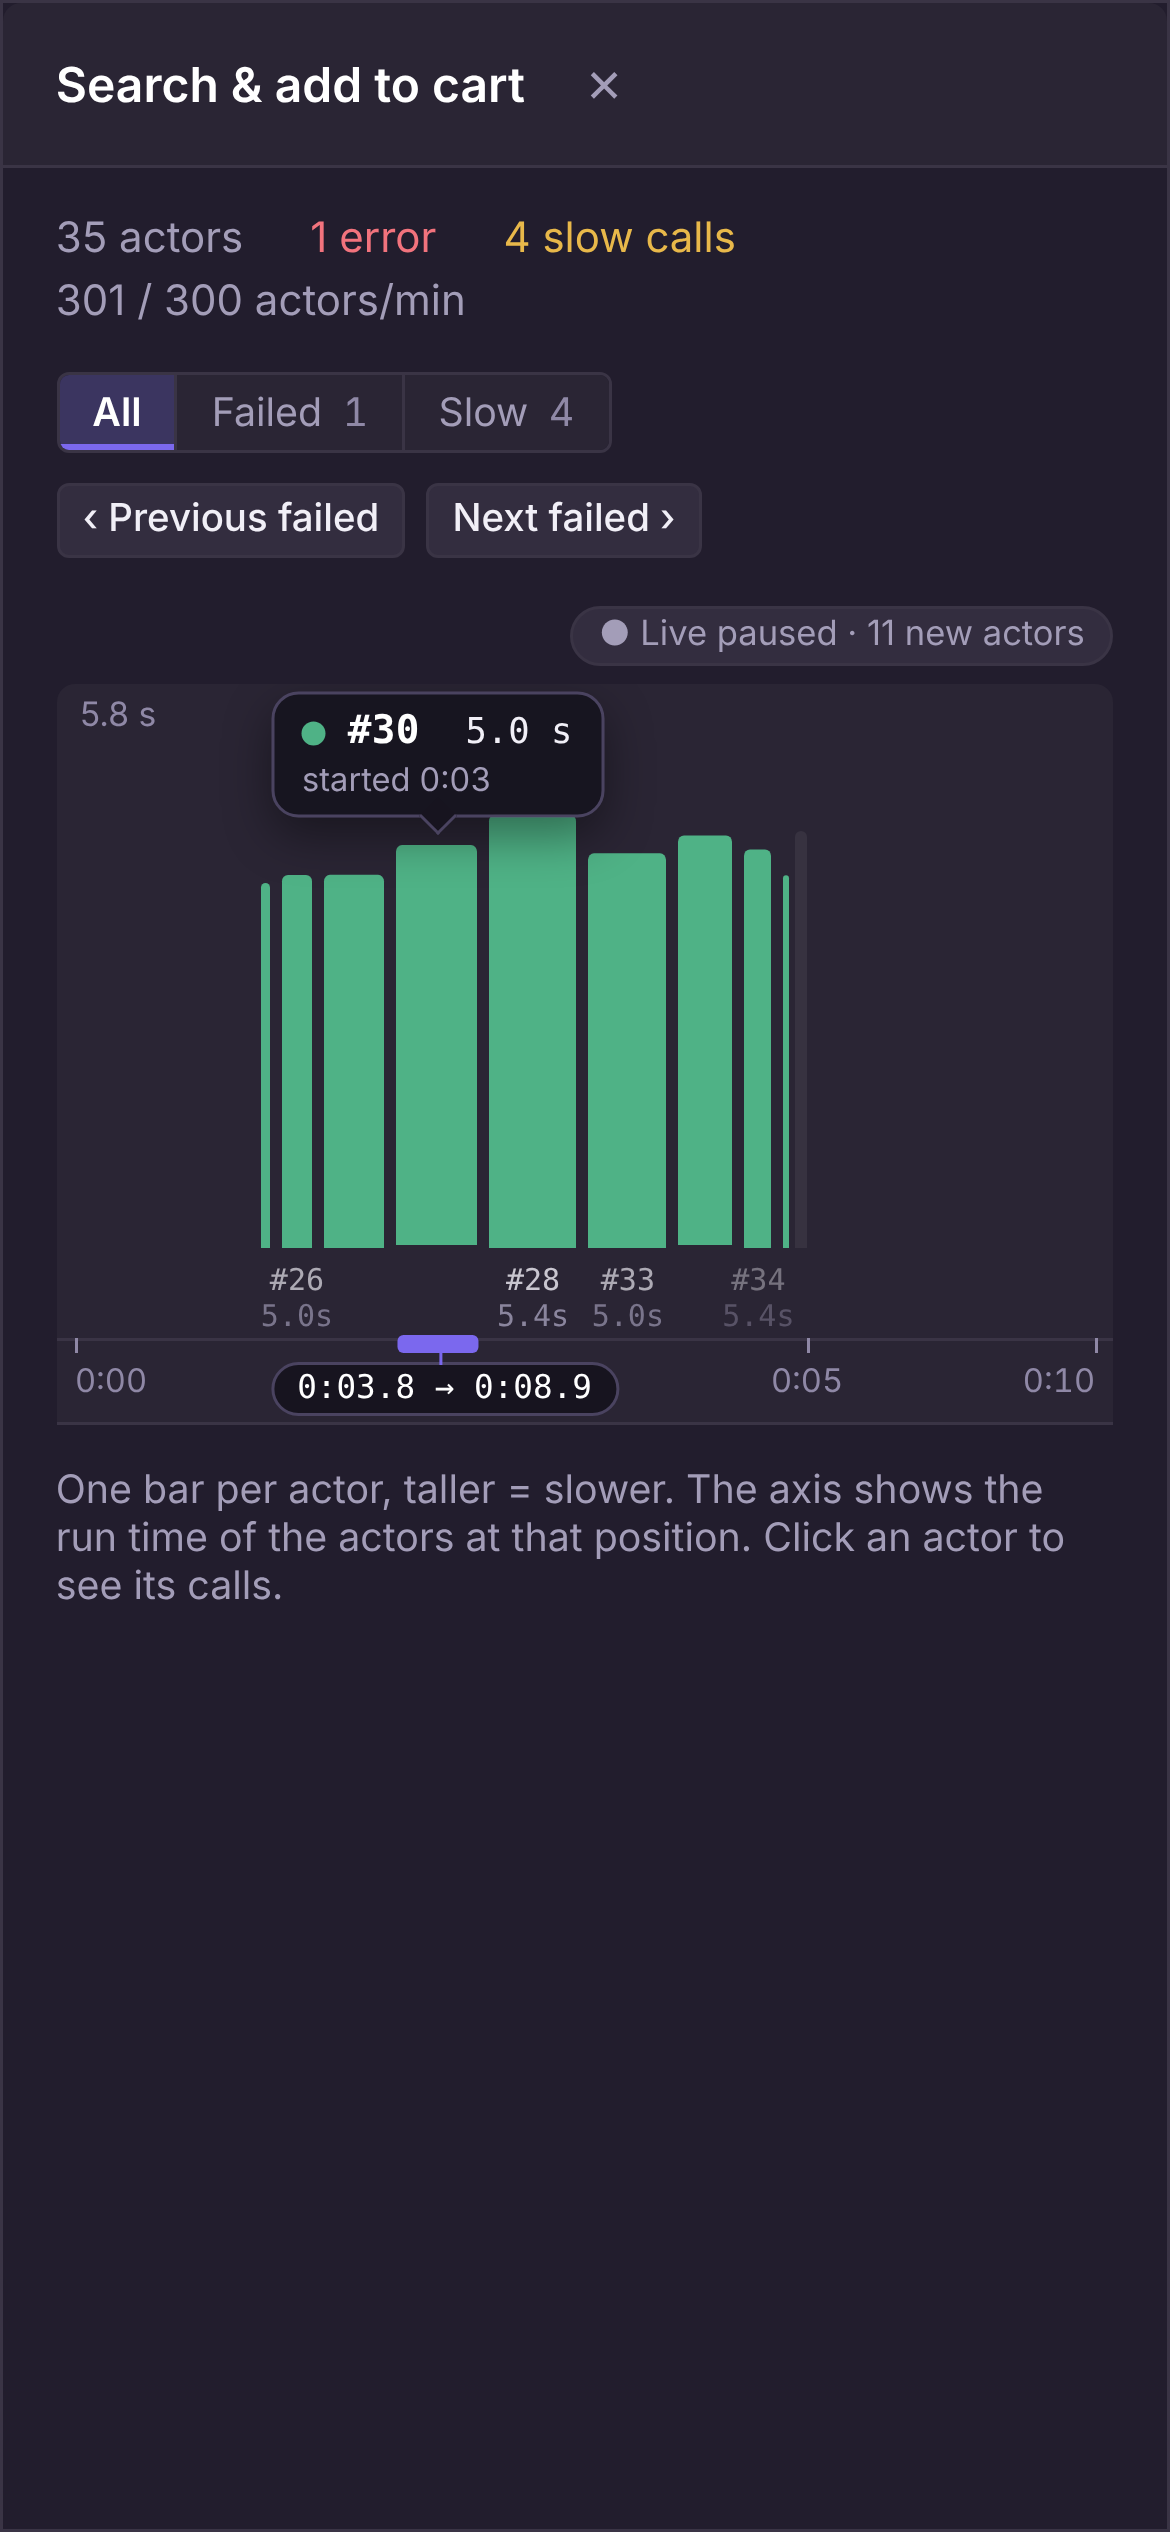 Search & add to cart ✕
35 actors 1 error 4 slow calls
301 / 300 actors/min
All Failed 1 Slow 4
‹ Previous failed Next failed ›
Live paused · 11 new actors
5.8 s
#30 5.0 s
started 0:03
#26 #28 #33 #34
5.0s 5.4s 5.0s 5.4s
0:00 0:05 0:10
0:03.8 → 0:08.9
One bar per actor, taller = slower. The axis shows the
run time of the actors at that position. Click an actor to
see its calls.